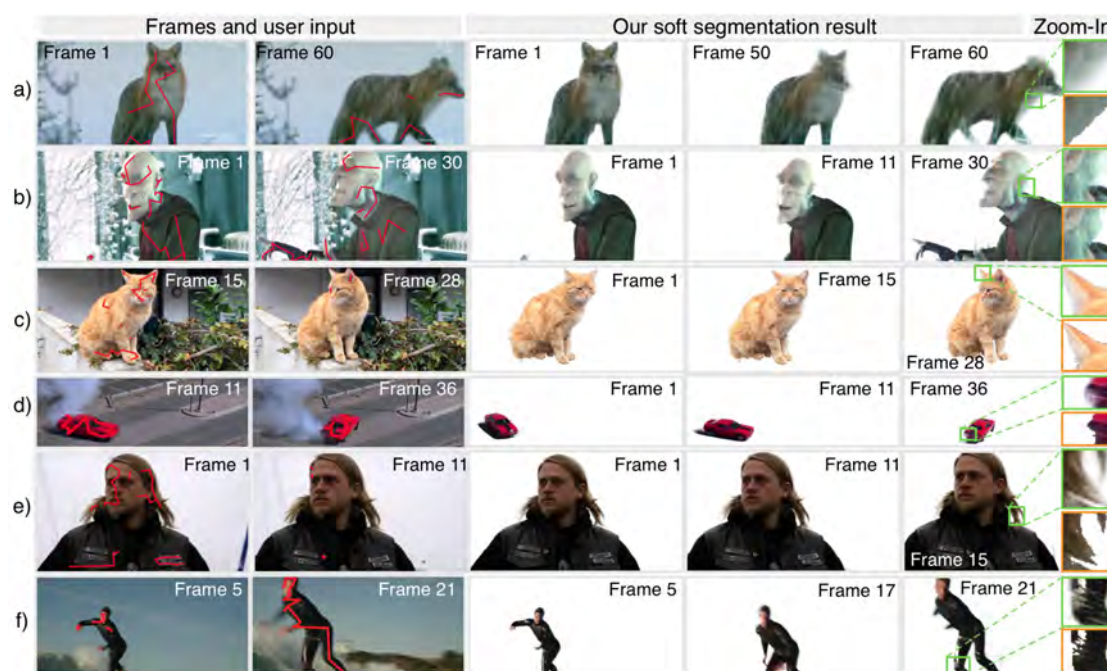 Frames and user input Our soft segmentation result Zoom-In
a) Frame 1 Frame 60 Frame 1 Frame 50 Frame 60
b) Frame 1 Frame 30 Frame 1 Frame 11 Frame 30
c) Frame 15 Frame 28 Frame 1 Frame 15 Frame 28
d) Frame 11 Frame 36 Frame 1 Frame 11 Frame 36
e) Frame 1 Frame 11 Frame 1 Frame 11 Frame 15
f) Frame 5 Frame 21 Frame 5 Frame 17 Frame 21